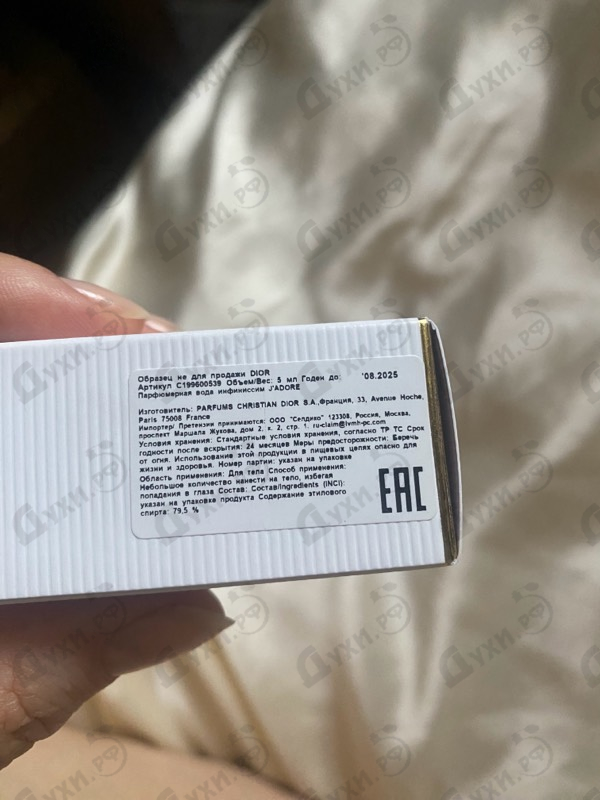 Образец не для продажи DIOR
Артикул C199600539 Объем/Вес: 5 мл Годен до: '08.2025
Парфюмерная вода инфиниссим J'ADORE
Изготовитель: PARFUMS CHRISTIAN DIOR S.A.,Франция, 33, Avenue Hoche,
Paris 75008 France
Импортер/ Претензии принимаются: ООО "Селдико" 123308, Россия, Москва,
проспект Маршала Жукова, дом 2, к. 2, стр. 1, ru-claim@lvmh-pc.com
Условия хранения: Стандартные условия хранения, согласно ТР ТС Срок
годности после вскрытия: 24 месяцев Меры предосторожности: Беречь
от огня. Использование этой продукции в пищевых целях опасно для
жизни и здоровья. Номер партии: указан на упаковке
Область применения: Для тела Способ применения:
Небольшое количество нанести на тело, избегая
попадания в глаза Состав: Состав/Ingredients (INCI):
указан на упаковке продукта Содержание этилового
спирта: 79,5 %
EAC
Духи.РФ